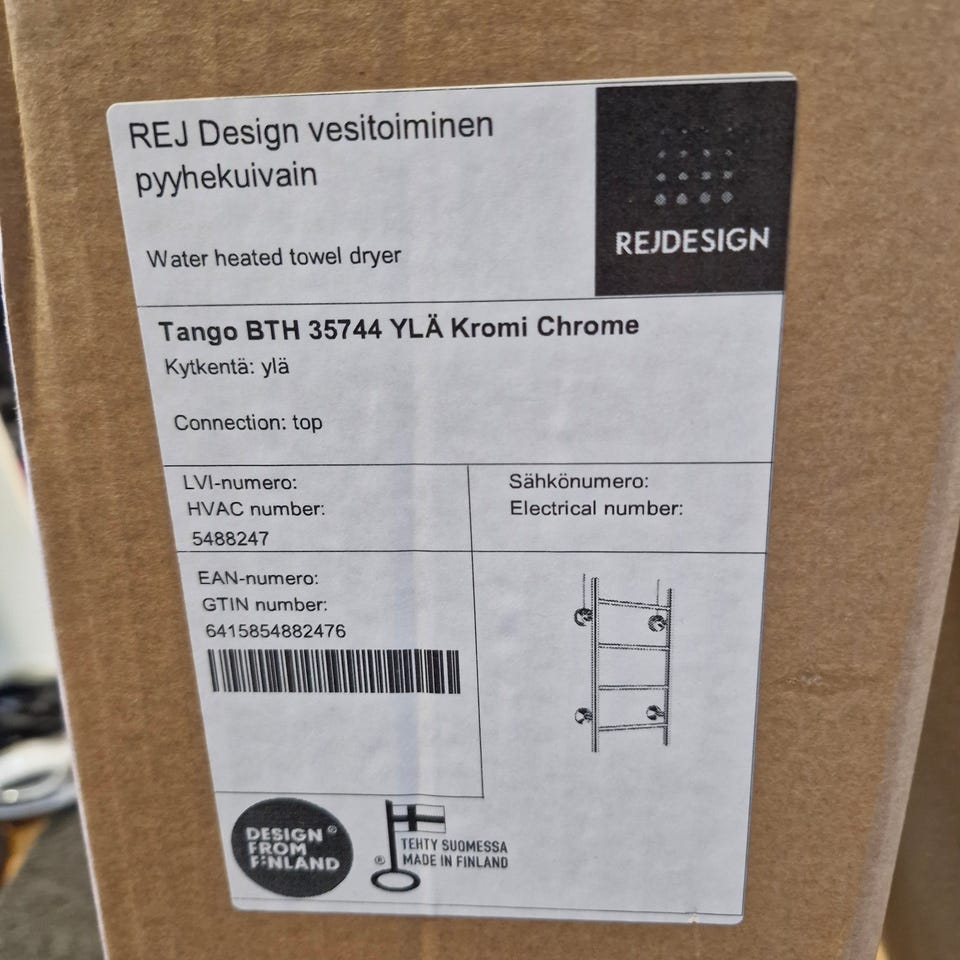 REJ Design vesitoiminen
pyyhekuivain
Water heated towel dryer
REJDESIGN
Tango BTH 35744 YLÄ Kromi Chrome
Kytkentä: ylä
Connection: top
LVI-numero:
HVAC number:
5488247
Sähkönumero:
Electrical number:
EAN-numero:
GTIN number:
6415854882476
DESIGN ®
FROM
FINLAND
® TEHTY SUOMESSA
MADE IN FINLAND